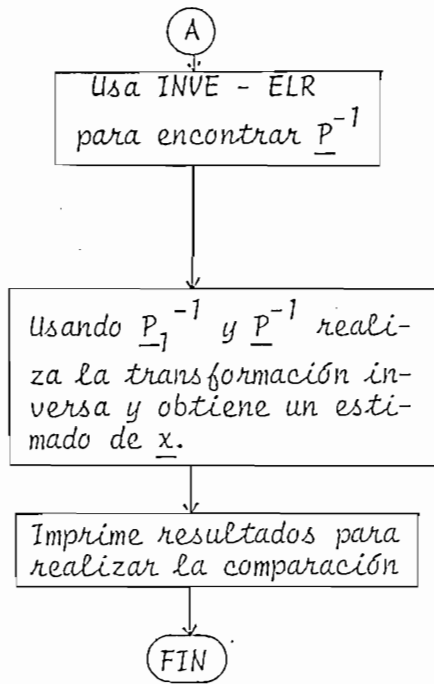 A
Usa INVE - ELR
para encontrar P⁻¹
Usando P₁⁻¹ y P⁻¹ reali-
za la transformación in-
versa y obtiene un esti-
mado de x.
Imprime resultados para
realizar la comparación
FIN